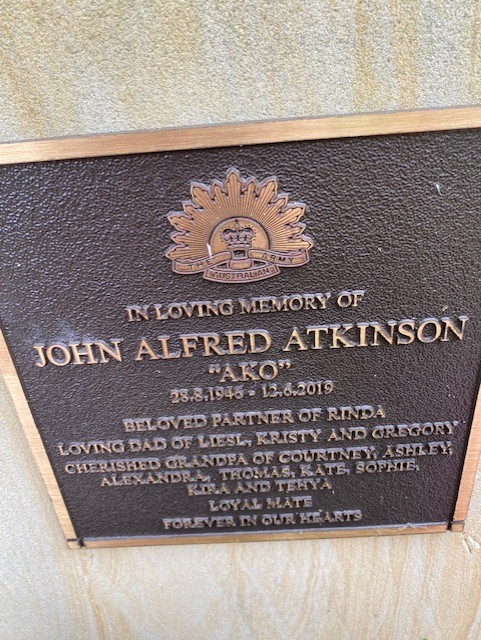 THE ARMY
AUSTRALIAN
IN LOVING MEMORY OF
JOHN ALFRED ATKINSON
"AKO"
28.8.1946 - 12.6.2019
BELOVED PARTNER OF RINDA
LOVING DAD OF LIESL, KRISTY AND GREGORY
CHERISHED GRANDPA OF COURTNEY, ASHLEY,
ALEXANDRA, THOMAS, KATE, SOPHIE,
KIRA AND TEHYA
LOYAL MATE
FOREVER IN OUR HEARTS